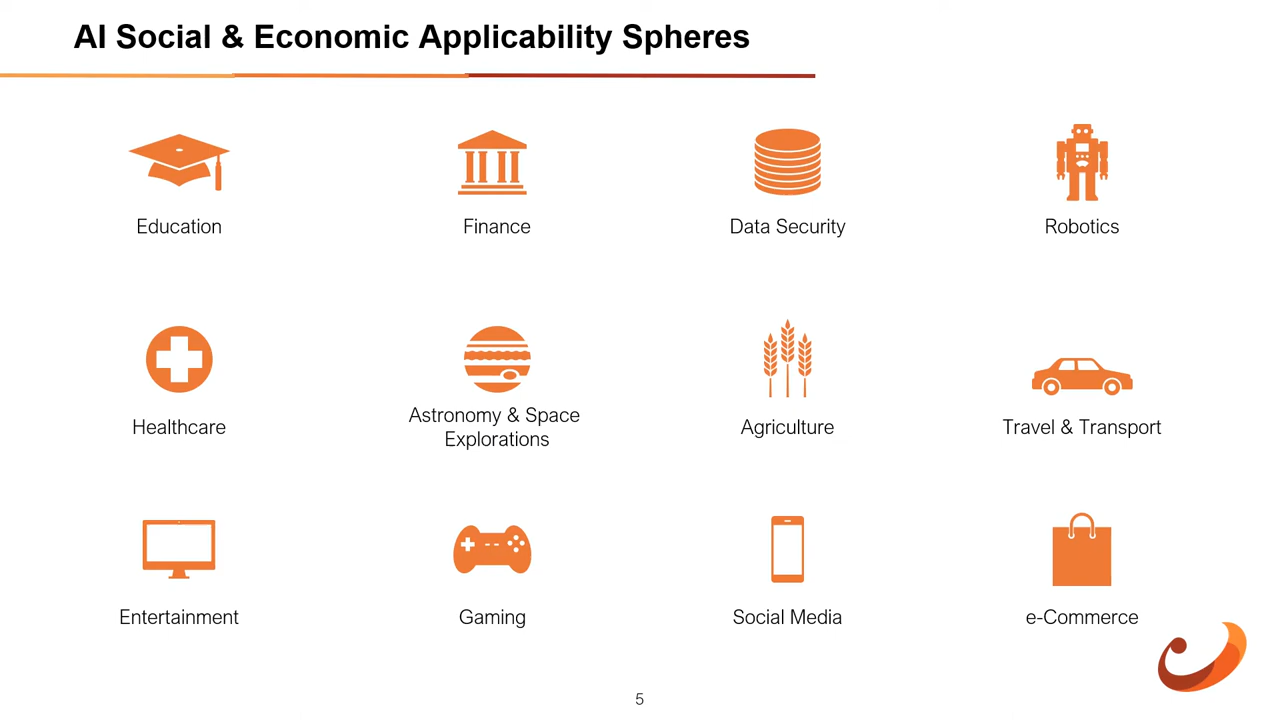 AI Social & Economic Applicability Spheres
Education
Finance
Data Security
Robotics
Healthcare
Astronomy & Space
Explorations
Agriculture
Travel & Transport
Entertainment
Gaming
Social Media
e-Commerce
5